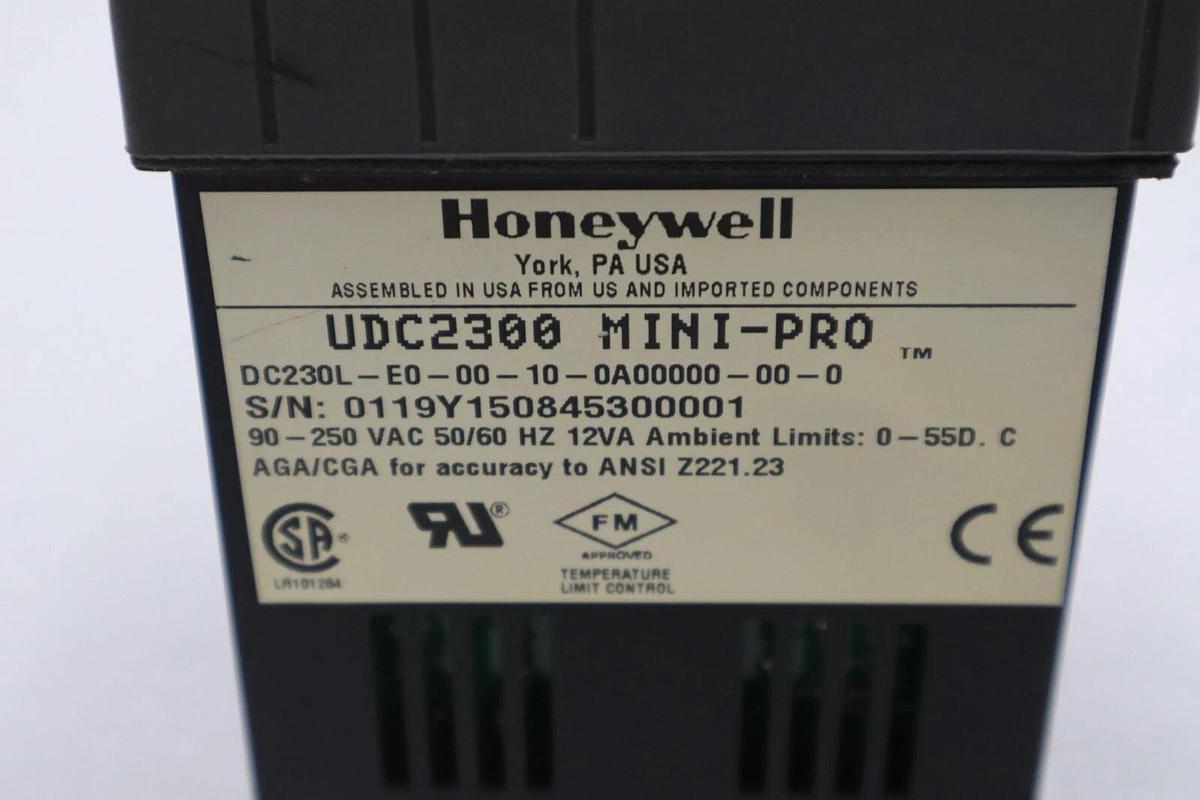 Honeywell
York, PA USA
ASSEMBLED IN USA FROM US AND IMPORTED COMPONENTS
UDC2300 MINI-PRO ™
DC230L-E0-00-10-0A00000-00-0
S/N: 0119Y150845300001
90-250 VAC 50/60 HZ 12VA Ambient Limits: 0-55D. C
AGA/CGA for accuracy to ANSI Z221.23
SA ®
LR101284
RU ®
FM
APPROVED
TEMPERATURE
LIMIT CONTROL
CE